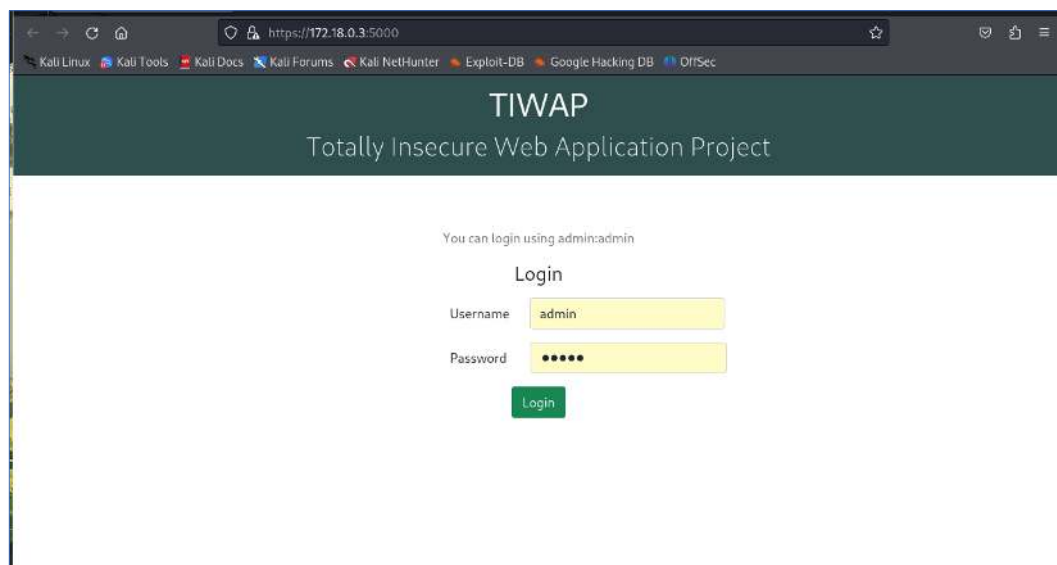 https://172.18.0.3:5000
Kali Linux Kali Tools Kali Docs Kali Forums Kali NetHunter Exploit-DB Google Hacking DB OffSec
TIWAP
Totally Insecure Web Application Project
You can login using admin:admin
Login
Username admin
Password •••••
Login